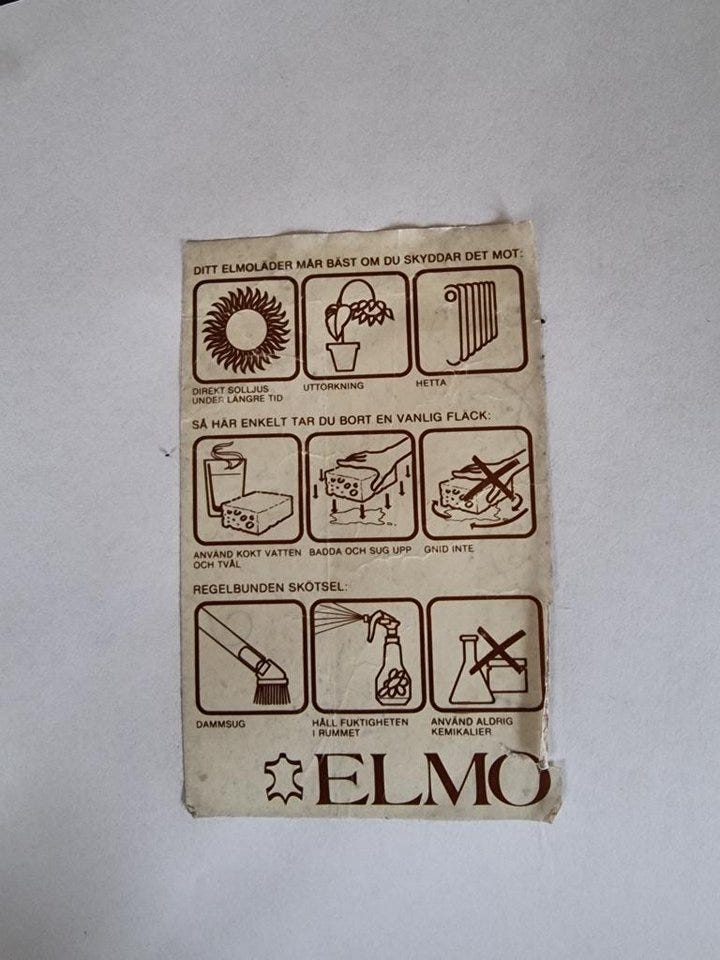 DITT ELMOLÄDER MÅR BÄST OM DU SKYDDAR DET MOT:
DIREKT SOLLJUS
UNDER LÄNGRE TID
UTTORKNING
HETTA
SÅ HÄR ENKELT TAR DU BORT EN VANLIG FLÄCK:
ANVÄND KOKT VATTEN
OCH TVÅL
BADDA OCH SUG UPP
GNID INTE
REGELBUNDEN SKÖTSEL:
DAMMSUG
HÅLL FUKTIGHETEN
I RUMMET
ANVÄND ALDRIG
KEMIKALIER
ELMO